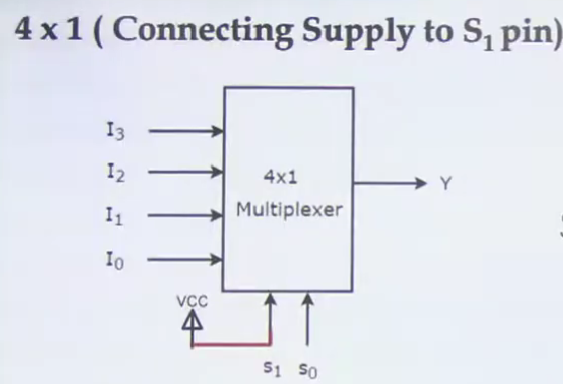 4 x 1 ( Connecting Supply to S₁ pin)
I₃
I₂
I₁
I₀
4x1
Multiplexer
Y
VCC
S₁ S₀